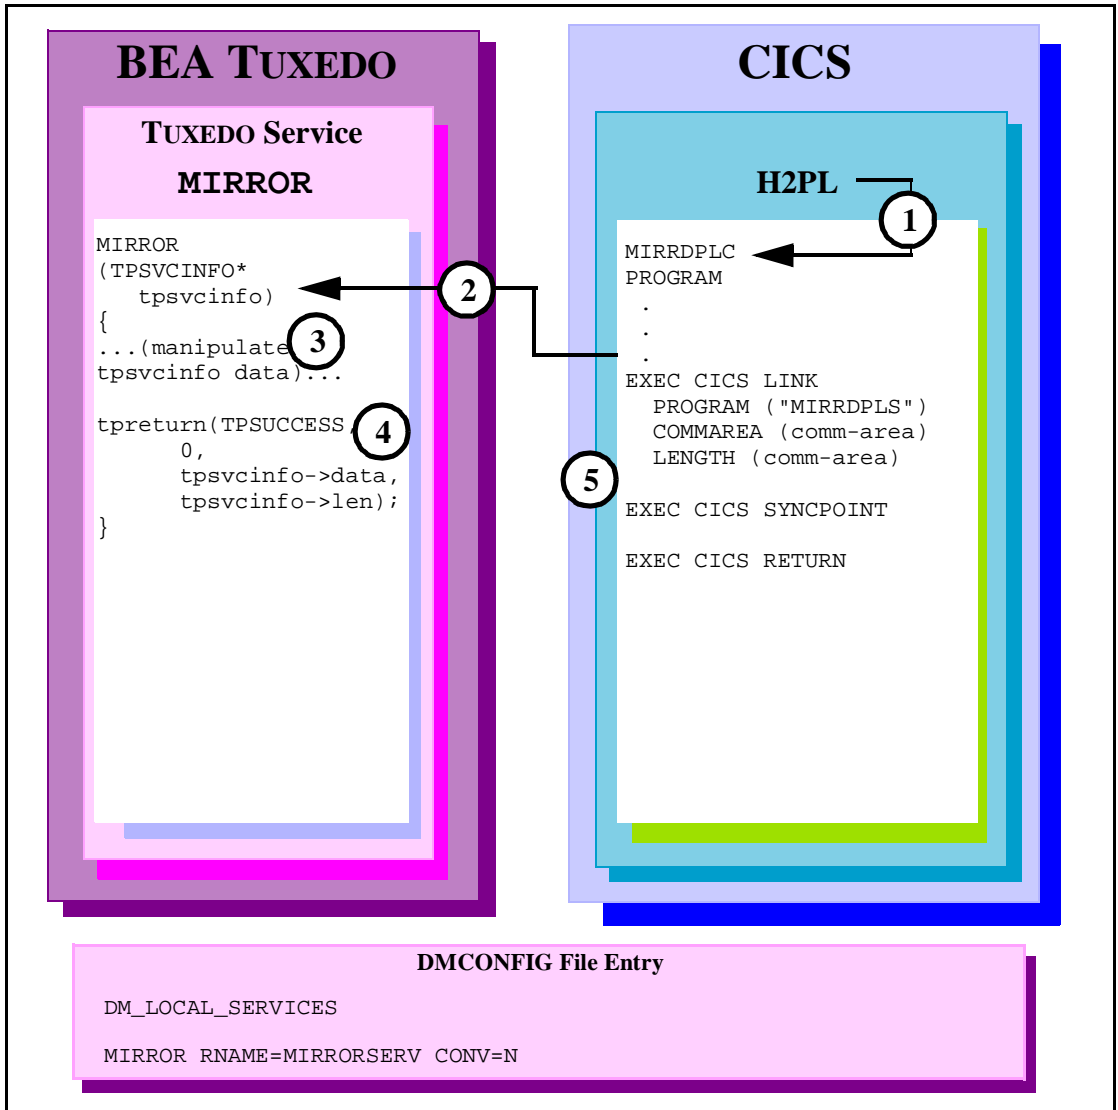 BEA TUXEDO
TUXEDO Service
MIRROR
MIRROR
(TPSVCINFO*
tpsvcinfo)
{
3
...(manipulate
tpsvcinfo data)...
tpreturn(TPSUCCESS,
4
0,
tpsvcinfo->data,
tpsvcinfo->len);
}
2
CICS
H2PL
1
MIRRDPLC
PROGRAM
.
.
.
EXEC CICS LINK
PROGRAM ("MIRRDPLS")
COMMAREA (comm-area)
LENGTH (comm-area)
5
EXEC CICS SYNCPOINT
EXEC CICS RETURN
DMCONFIG File Entry
DM_LOCAL_SERVICES
MIRROR RNAME=MIRRORSERV CONV=N